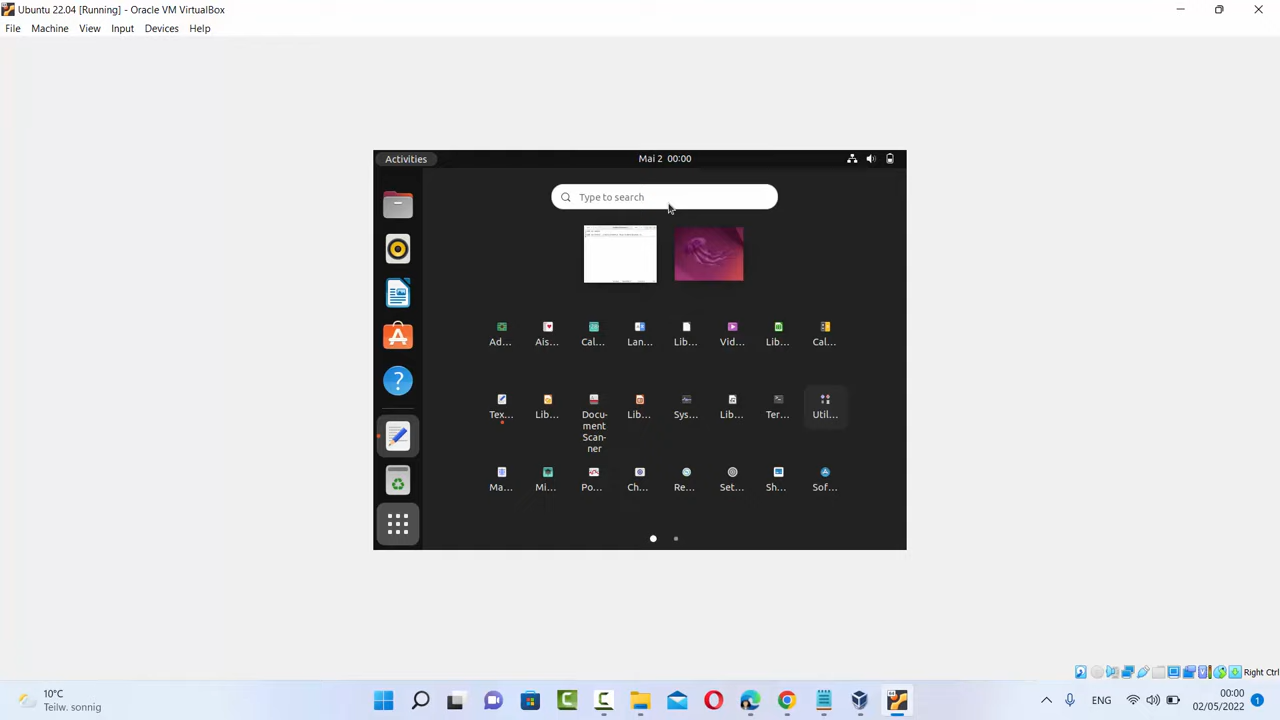 Ubuntu 22.04 [Running] - Oracle VM VirtualBox
File Machine View Input Devices Help
Activities
Mai 2 00:00
Type to search
Ad... Ais... Cal... Lan... Lib... Vid... Lib... Cal...
Tex... Lib... Docu- Lib... Sys... Lib... Ter... Util...
ment
Scan-
ner
Ma... Mi... Po... Ch... Re... Set... Sh... Sof...
Right Ctrl
10°C
Teilw. sonnig
ENG
00:00
02/05/2022
1